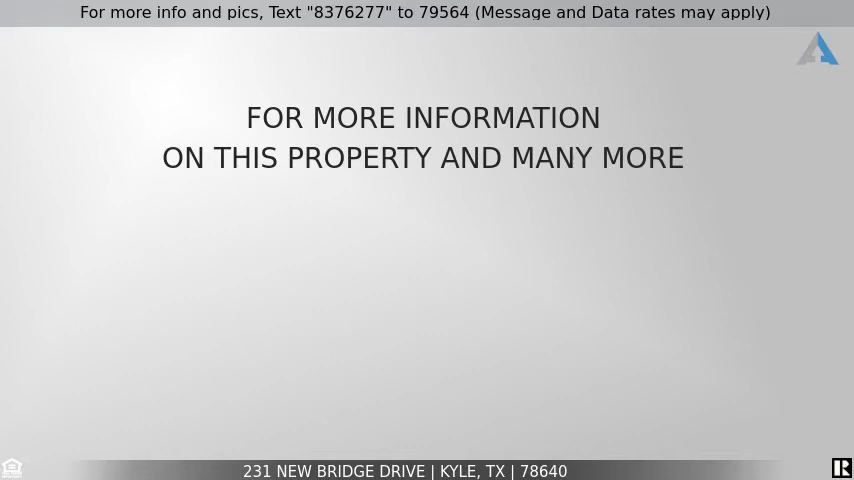 For more info and pics, Text "8376277" to 79564 (Message and Data rates may apply)
FOR MORE INFORMATION
ON THIS PROPERTY AND MANY MORE
231 NEW BRIDGE DRIVE | KYLE, TX | 78640